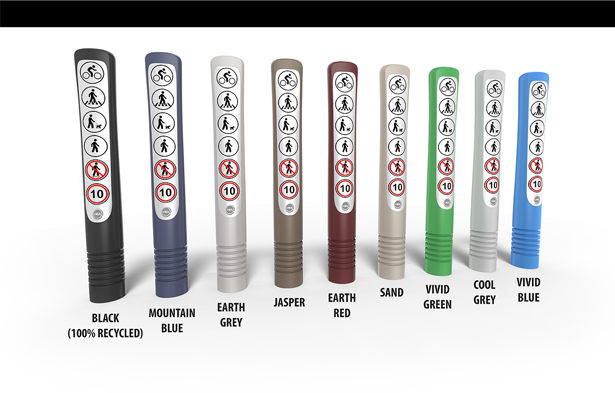 10
10
10
10
10
10
10
10
10
BLACK
(100% RECYCLED)
MOUNTAIN
BLUE
EARTH
GREY
JASPER
EARTH
RED
SAND
VIVID
GREEN
COOL
GREY
VIVID
BLUE